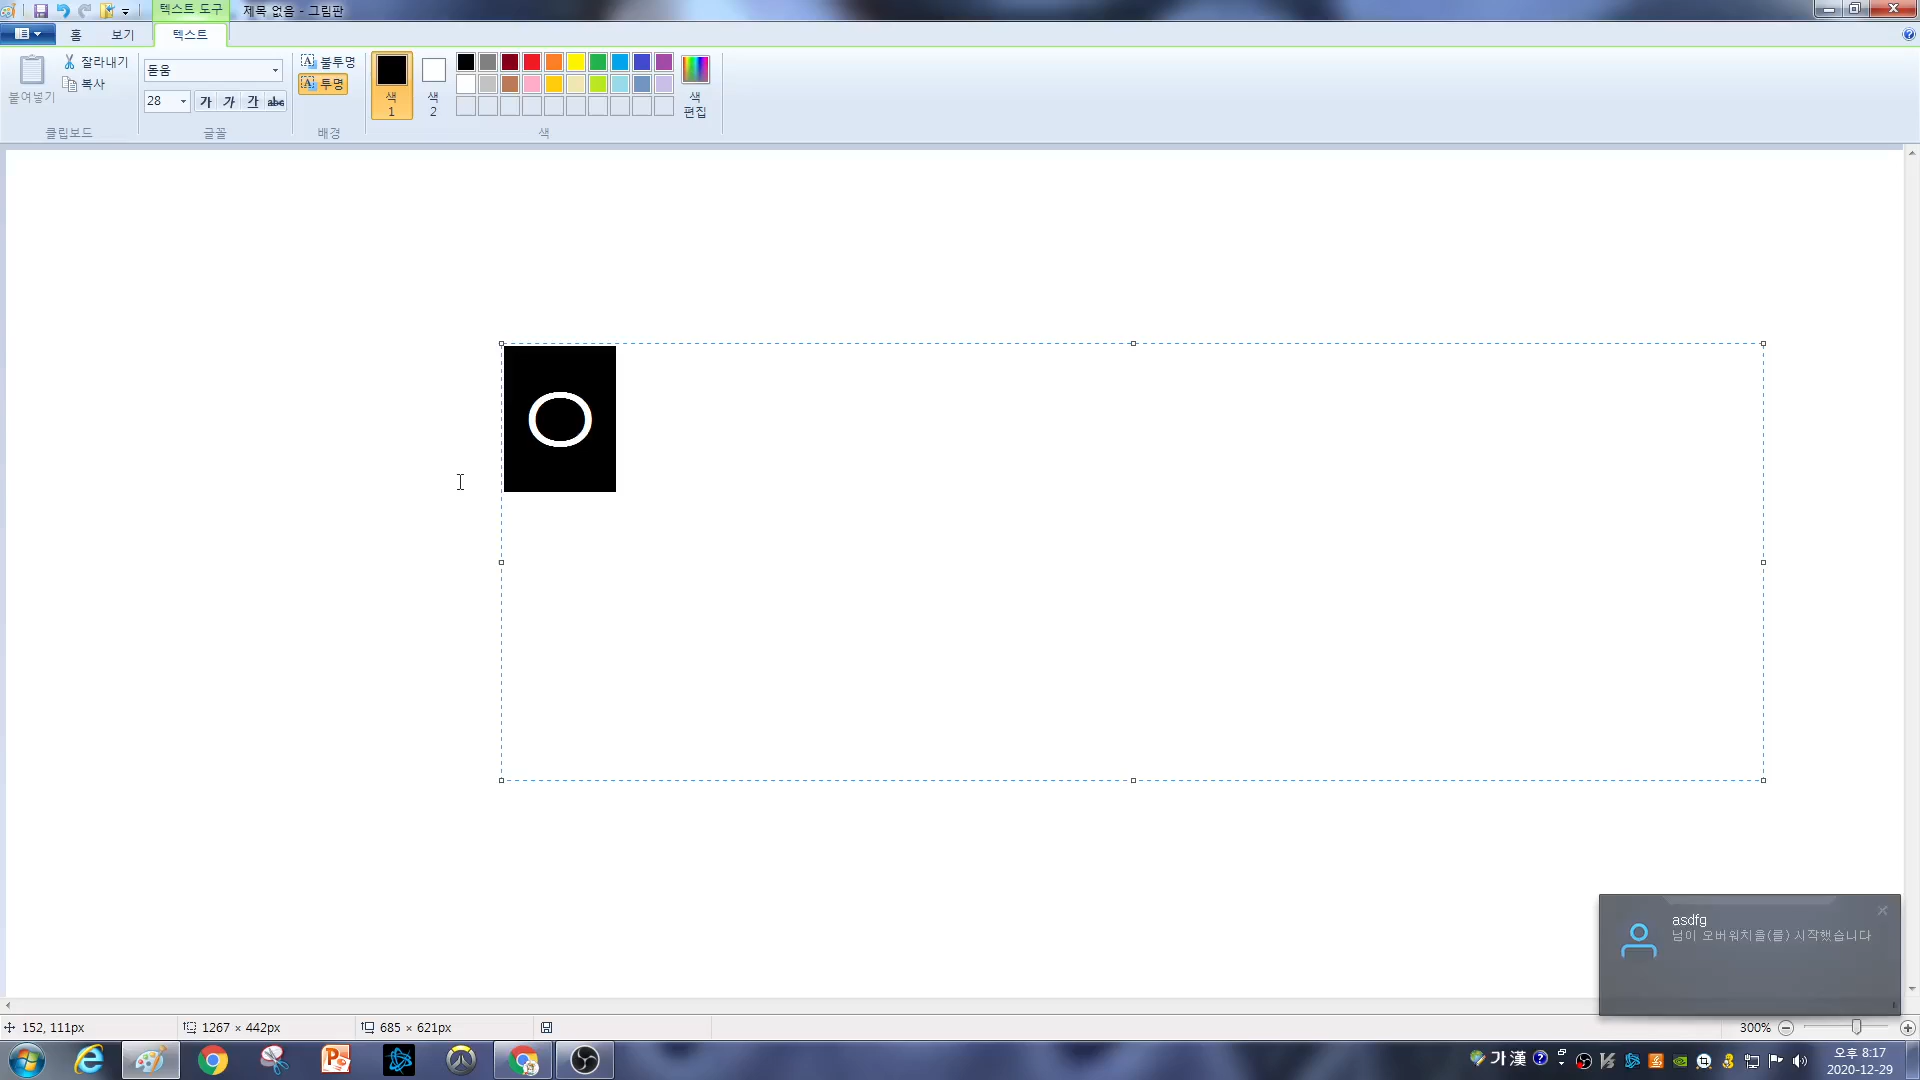 텍스트 도구
제목 없음 - 그림판
홈
보기
텍스트
붙여넣기
잘라내기
복사
클립보드
돋움
28
가 가 가 abc
글꼴
불투명
투명
배경
색
1
색
2
색
편집
색
ㅇ
asdfg
님이 오버워치을(를) 시작했습니다
152, 111px
1267 × 442px
685 × 621px
300%
가 漢
오후 8:17
2020-12-29